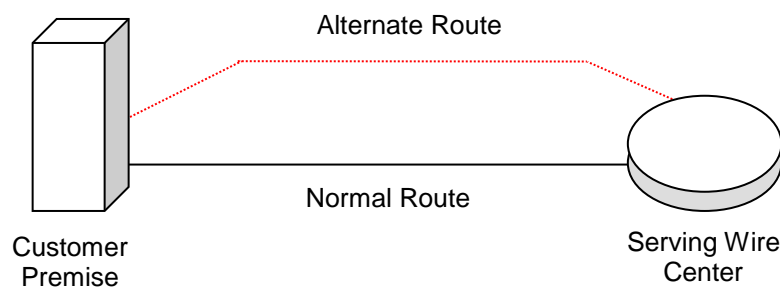 Alternate Route
Normal Route
Customer
Premise
Serving Wire
Center